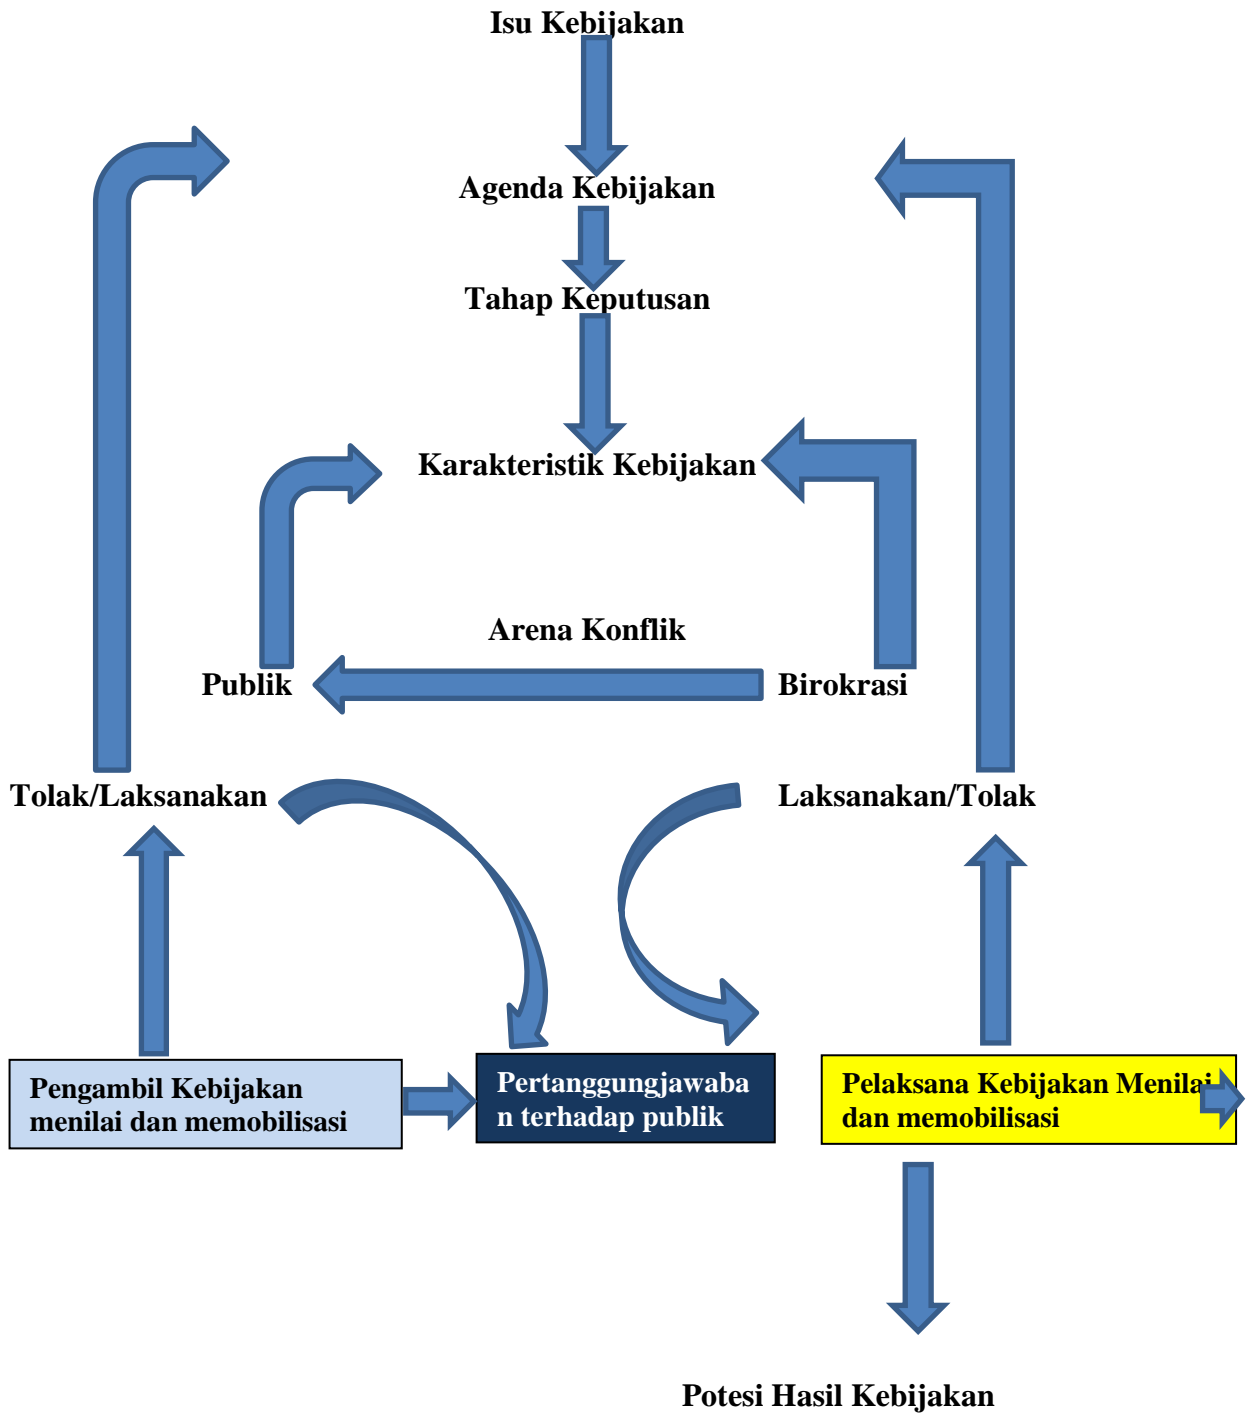 Isu Kebijakan
Agenda Kebijakan
Tahap Keputusan
Karakteristik Kebijakan
Arena Konflik
Publik
Birokrasi
Tolak/Laksanakan
Laksanakan/Tolak
Pengambil Kebijakan
menilai dan memobilisasi
Pertanggungjawaba
n terhadap publik
Pelaksana Kebijakan Menilai
dan memobilisasi
Potesi Hasil Kebijakan